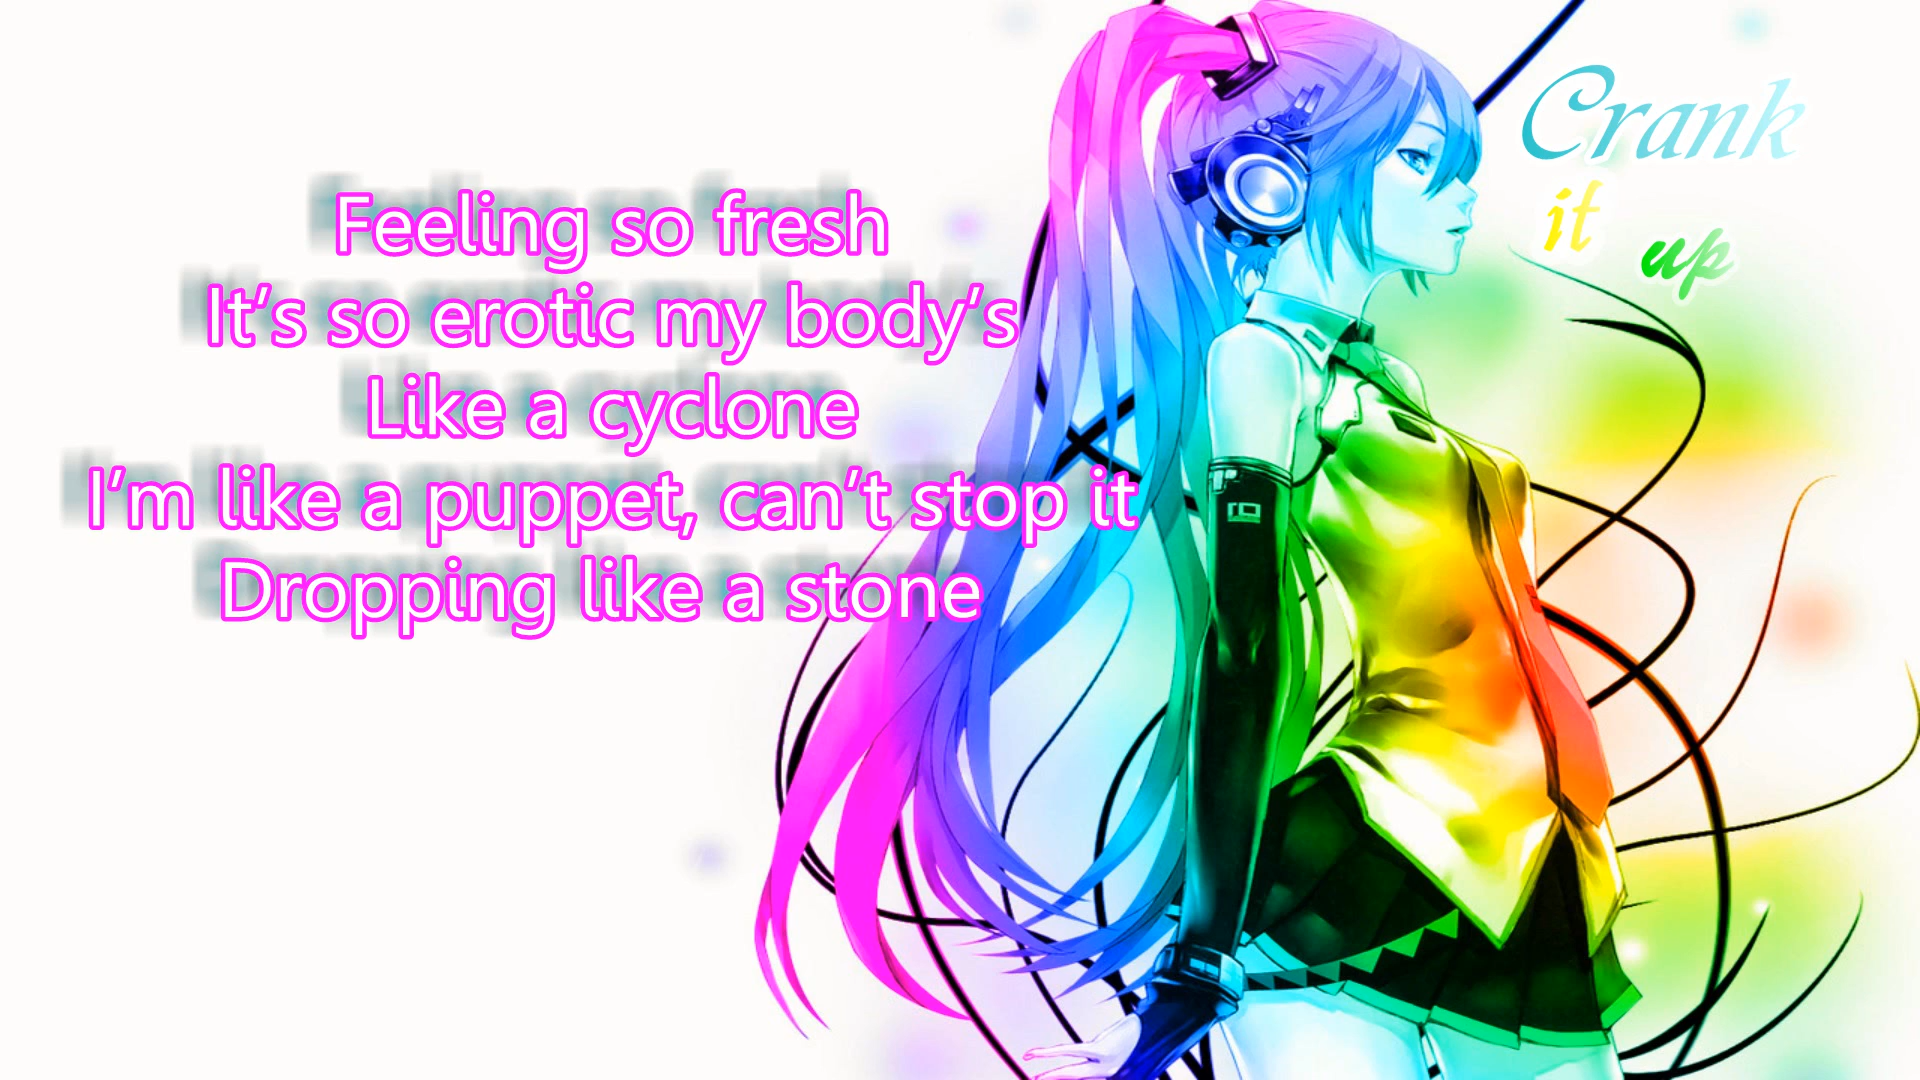 Feeling so fresh
It’s so erotic my body’s
Like a cyclone
I’m like a puppet, can’t stop it
Dropping like a stone
Crank
it
up